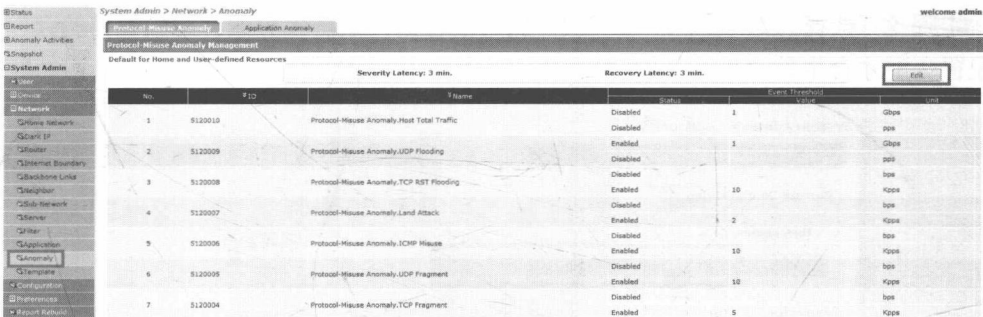 System Admin > Network > Anomaly
welcome admin
Status
Report
Anomaly Activities
Snapshot
System Admin
User
Device
Network
Home Network
Dark IP
Router
Internet Boundary
Backbone Links
Neighbor
Sub-Network
Server
Filter
Application
Anomaly
Template
Configuration
Preferences
Report Rebuild
Protocol-Misuse Anomaly
Application Anomaly
Protocol-Misuse Anomaly Management
Default for Home and User-defined Resources
Severity Latency: 3 min.
Recovery Latency: 3 min.
Edit
No. ID Name Event Threshold
Status Value Unit
1 5120010 Protocol-Misuse Anomaly.Host Total Traffic Disabled 1 Gbps
Disabled pps
2 5120009 Protocol-Misuse Anomaly.UDP Flooding Enabled 1 Gbps
Disabled pps
3 5120008 Protocol-Misuse Anomaly.TCP RST Flooding Disabled bps
Enabled 10 Kpps
4 5120007 Protocol-Misuse Anomaly.Land Attack Disabled bps
Enabled 2 Kpps
5 5120006 Protocol-Misuse Anomaly.ICMP Misuse Disabled bps
Enabled 10 Kpps
6 5120005 Protocol-Misuse Anomaly.UDP Fragment Disabled bps
Enabled 10 Kpps
7 5120004 Protocol-Misuse Anomaly.TCP Fragment Disabled bps
Enabled 5 Kpps